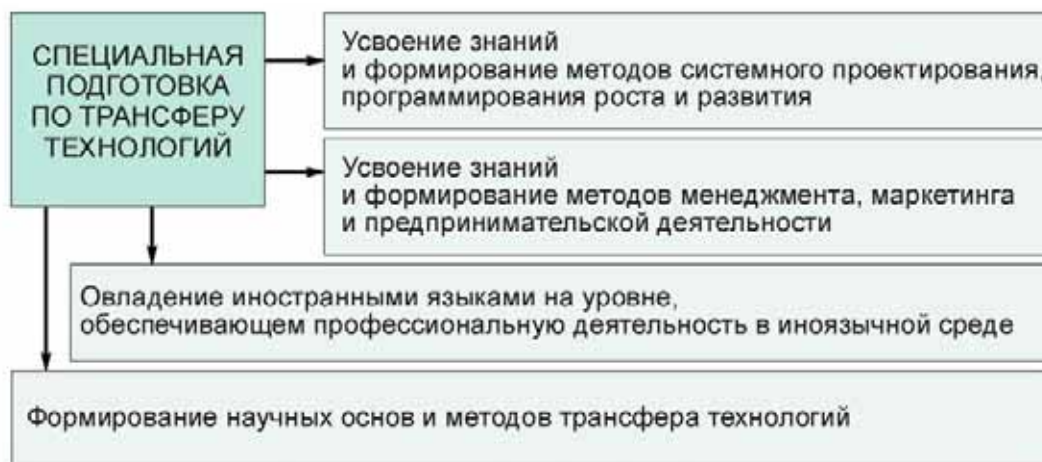 СПЕЦИАЛЬНАЯ
ПОДГОТОВКА
ПО ТРАНСФЕРУ
ТЕХНОЛОГИЙ
Усвоение знаний
и формирование методов системного проектирования,
программирования роста и развития
Усвоение знаний
и формирование методов менеджмента, маркетинга
и предпринимательской деятельности
Овладение иностранными языками на уровне,
обеспечивающем профессиональную деятельность в иноязычной среде
Формирование научных основ и методов трансфера технологий